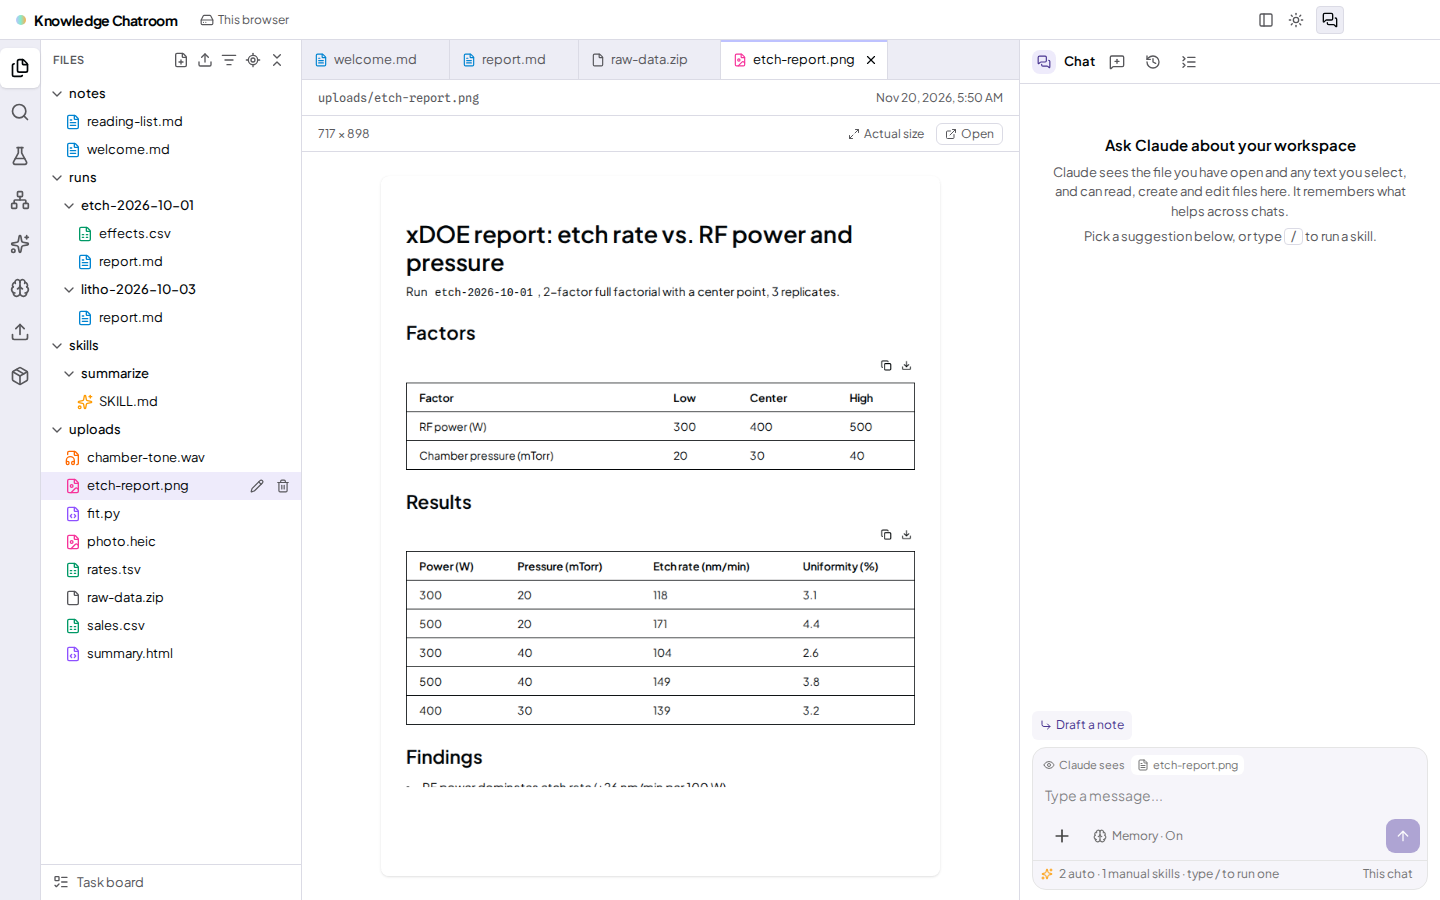 Knowledge Chatroom
This browser
FILES
notes
reading-list.md
welcome.md
runs
etch-2026-10-01
effects.csv
report.md
litho-2026-10-03
report.md
skills
summarize
SKILL.md
uploads
chamber-tone.wav
etch-report.png
fit.py
photo.heic
rates.tsv
raw-data.zip
sales.csv
summary.html
Task board
welcome.md
report.md
raw-data.zip
etch-report.png
uploads/etch-report.png
Nov 20, 2026, 5:50 AM
717 × 898
Actual size
Open
xDOE report: etch rate vs. RF power and
pressure
Run etch-2026-10-01 , 2-factor full factorial with a center point, 3 replicates.
Factors
Factor Low Center High
RF power (W) 300 400 500
Chamber pressure (mTorr) 20 30 40
Results
Power (W) Pressure (mTorr) Etch rate (nm/min) Uniformity (%)
300 20 118 3.1
500 20 171 4.4
300 40 104 2.6
500 40 149 3.8
400 30 139 3.2
Findings
RF power dominates etch rate (+26 nm/min per 100 W)
Chat
Ask Claude about your workspace
Claude sees the file you have open and any text you select,
and can read, create and edit files here. It remembers what
helps across chats.
Pick a suggestion below, or type / to run a skill.
Draft a note
Claude sees etch-report.png
Type a message...
Memory · On
2 auto · 1 manual skills · type / to run one
This chat